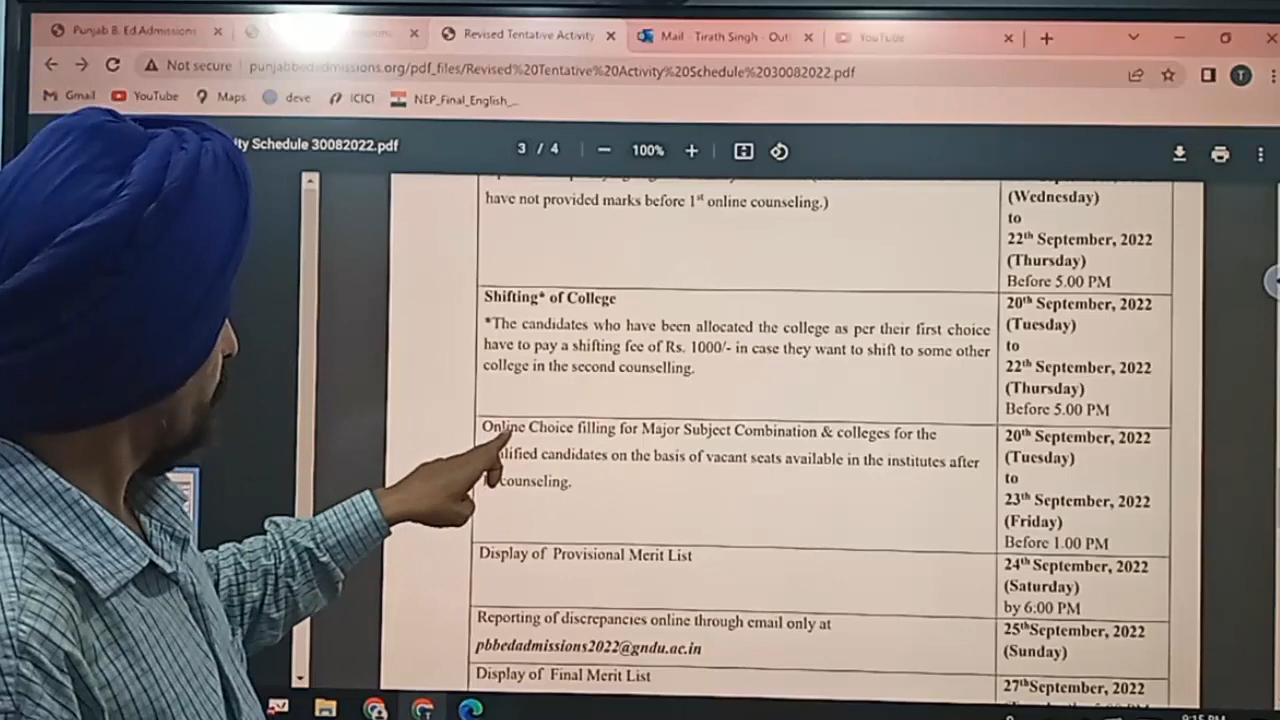 Punjab B. Ed.Admissions
Revised Tentative Activity
Mail - Tirath Singh - Out
YouTube
Not secure
punjabbededmissions.org/pdf_files/Revised%20Tentative%20Activity%20Schedule%2030082022.pdf
Gmail
YouTube
Maps
deve
ICICI
NEP_Final_English_...
ity Schedule 30082022.pdf
3 / 4
100%
have not provided marks before 1st online counseling.)
(Wednesday)
to
22th September, 2022
(Thursday)
Before 5.00 PM
Shifting* of College
*The candidates who have been allocated the college as per their first choice
have to pay a shifting fee of Rs. 1000/- in case they want to shift to some other
college in the second counselling.
20th September, 2022
(Tuesday)
to
22th September, 2022
(Thursday)
Before 5.00 PM
Online Choice filling for Major Subject Combination & colleges for the
lified candidates on the basis of vacant seats available in the institutes after
counseling.
20th September, 2022
(Tuesday)
to
23th September, 2022
(Friday)
Before 1.00 PM
Display of Provisional Merit List
24th September, 2022
(Saturday)
by 6:00 PM
Reporting of discrepancies online through email only at
pbbedadmissions2022@gndu.ac.in
25thSeptember, 2022
(Sunday)
Display of Final Merit List
27thSeptember, 2022